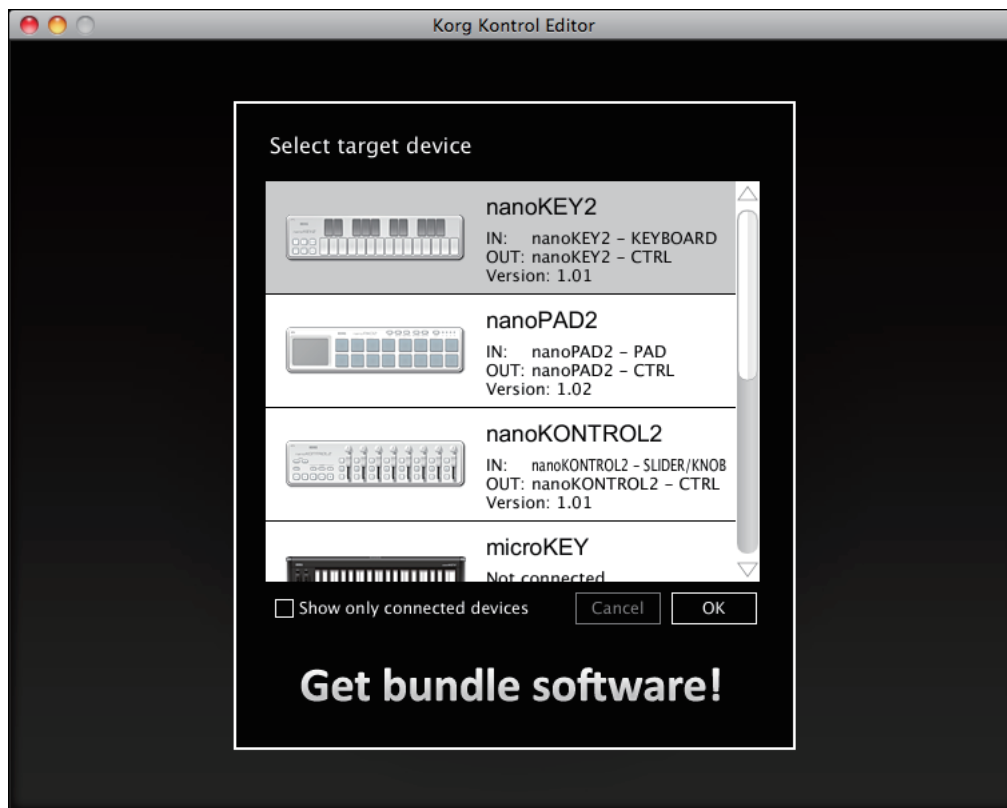 Korg Kontrol Editor
Select target device
nanoKEY2
IN: nanoKEY2 – KEYBOARD
OUT: nanoKEY2 – CTRL
Version: 1.01
nanoPAD2
IN: nanoPAD2 – PAD
OUT: nanoPAD2 – CTRL
Version: 1.02
nanoKONTROL2
IN: nanoKONTROL2 – SLIDER/KNOB
OUT: nanoKONTROL2 – CTRL
Version: 1.01
microKEY
Not connected
Show only connected devices
Cancel
OK
Get bundle software!